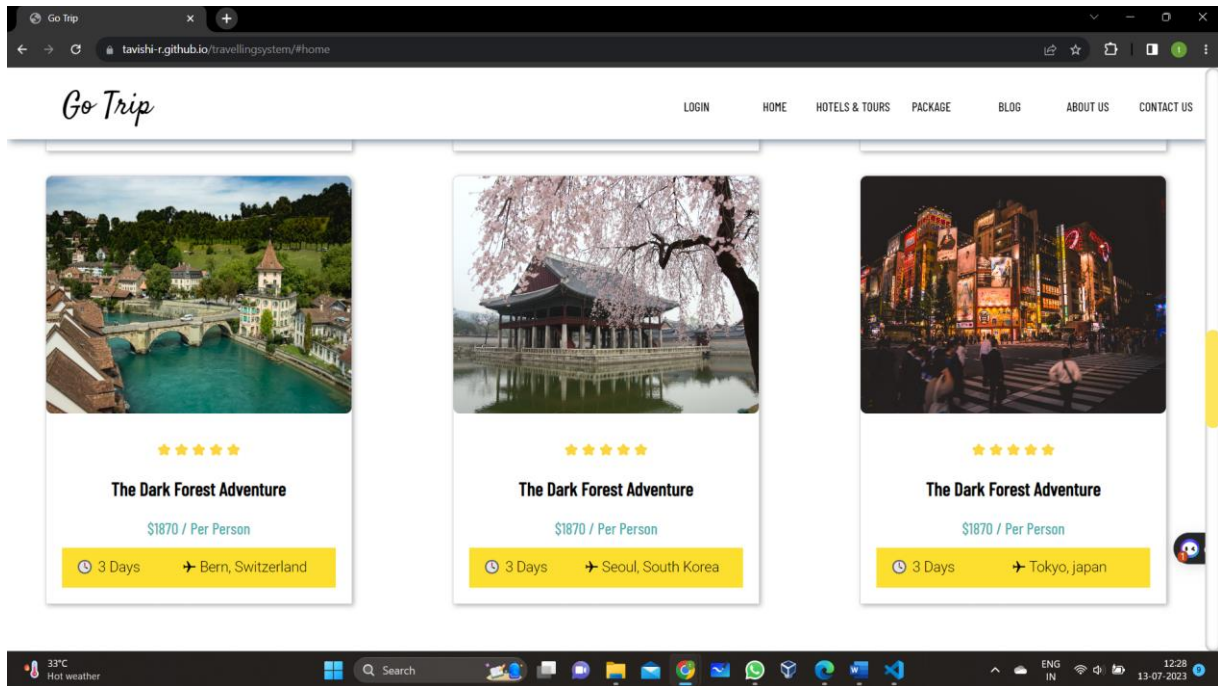 Go Trip
tavishi-r.github.io/travellingsystem/#home
Go Trip
LOGIN HOME HOTELS & TOURS PACKAGE BLOG ABOUT US CONTACT US
The Dark Forest Adventure
$1870 / Per Person
3 Days Bern, Switzerland
The Dark Forest Adventure
$1870 / Per Person
3 Days Seoul, South Korea
The Dark Forest Adventure
$1870 / Per Person
3 Days Tokyo, japan
33°C
Hot weather
Search
ENG
IN
12:28
13-07-2023